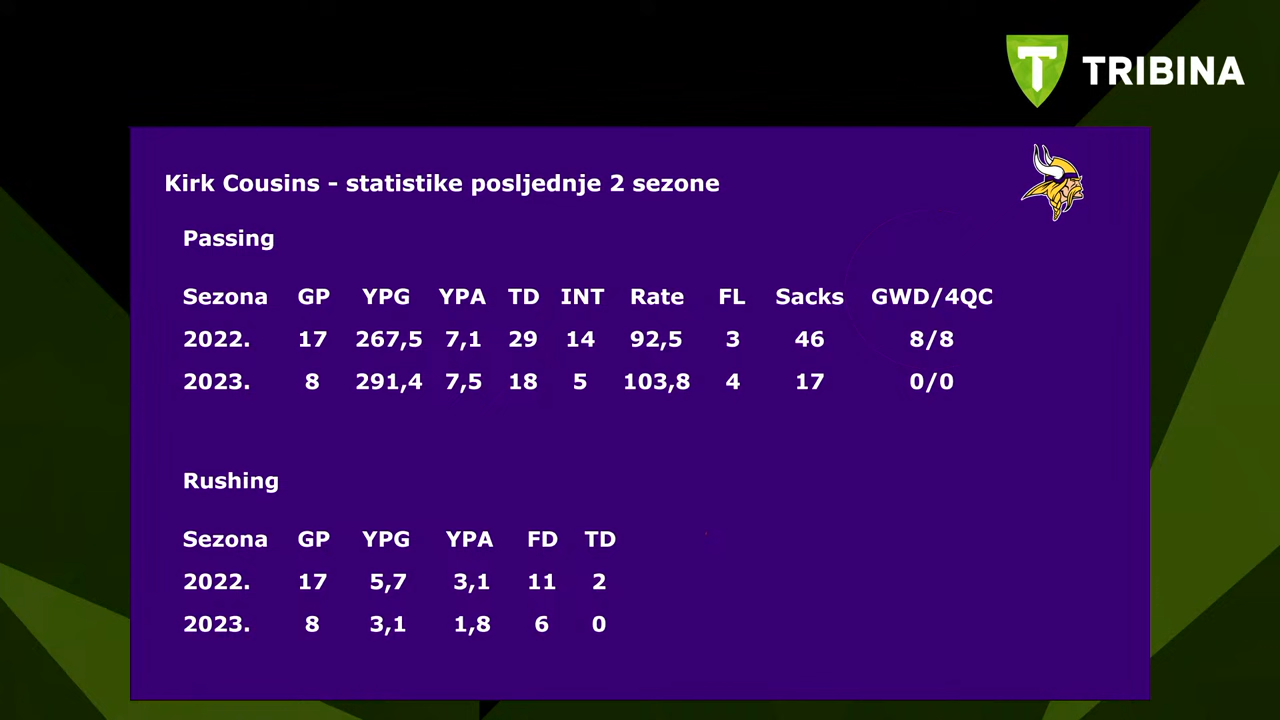 TRIBINA
Kirk Cousins - statistike posljednje 2 sezone
Passing
Sezona GP YPG YPA TD INT Rate FL Sacks GWD/4QC
2022. 17 267,5 7,1 29 14 92,5 3 46 8/8
2023. 8 291,4 7,5 18 5 103,8 4 17 0/0
Rushing
Sezona GP YPG YPA FD TD
2022. 17 5,7 3,1 11 2
2023. 8 3,1 1,8 6 0